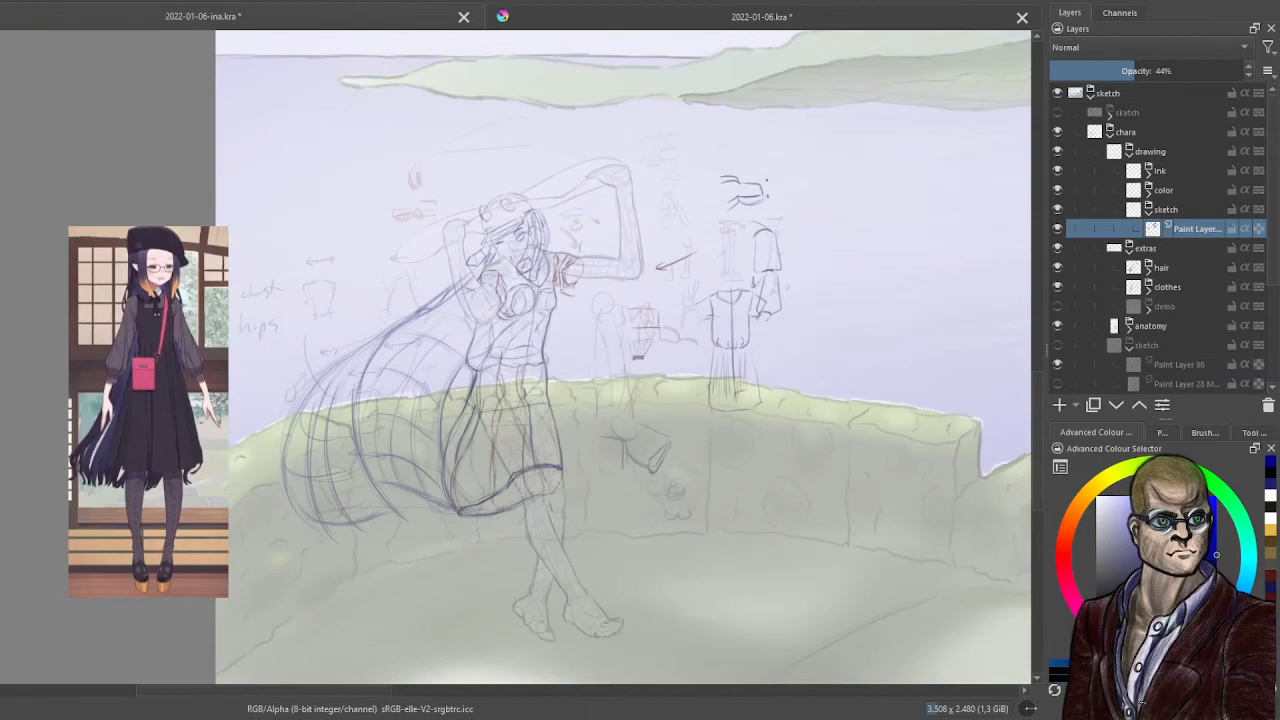 2022-01-06-ina.kra *
2022-01-06.kra *
Layers
Channels
Layers
Normal
Opacity: 44%
sketch
sketch
chara
drawing
ink
color
sketch
Paint Layer...
extras
hair
clothes
demo
anatomy
sketch
Paint Layer 98
Paint Layer 28 M...
Advanced Colour ...
P...
Brush...
Tool ...
Advanced Colour Selector
chest
hips
RGB/Alpha (8-bit integer/channel) sRGB-elle-V2-srgbtrc.icc
3,508 x 2,480 (1,3 GiB)